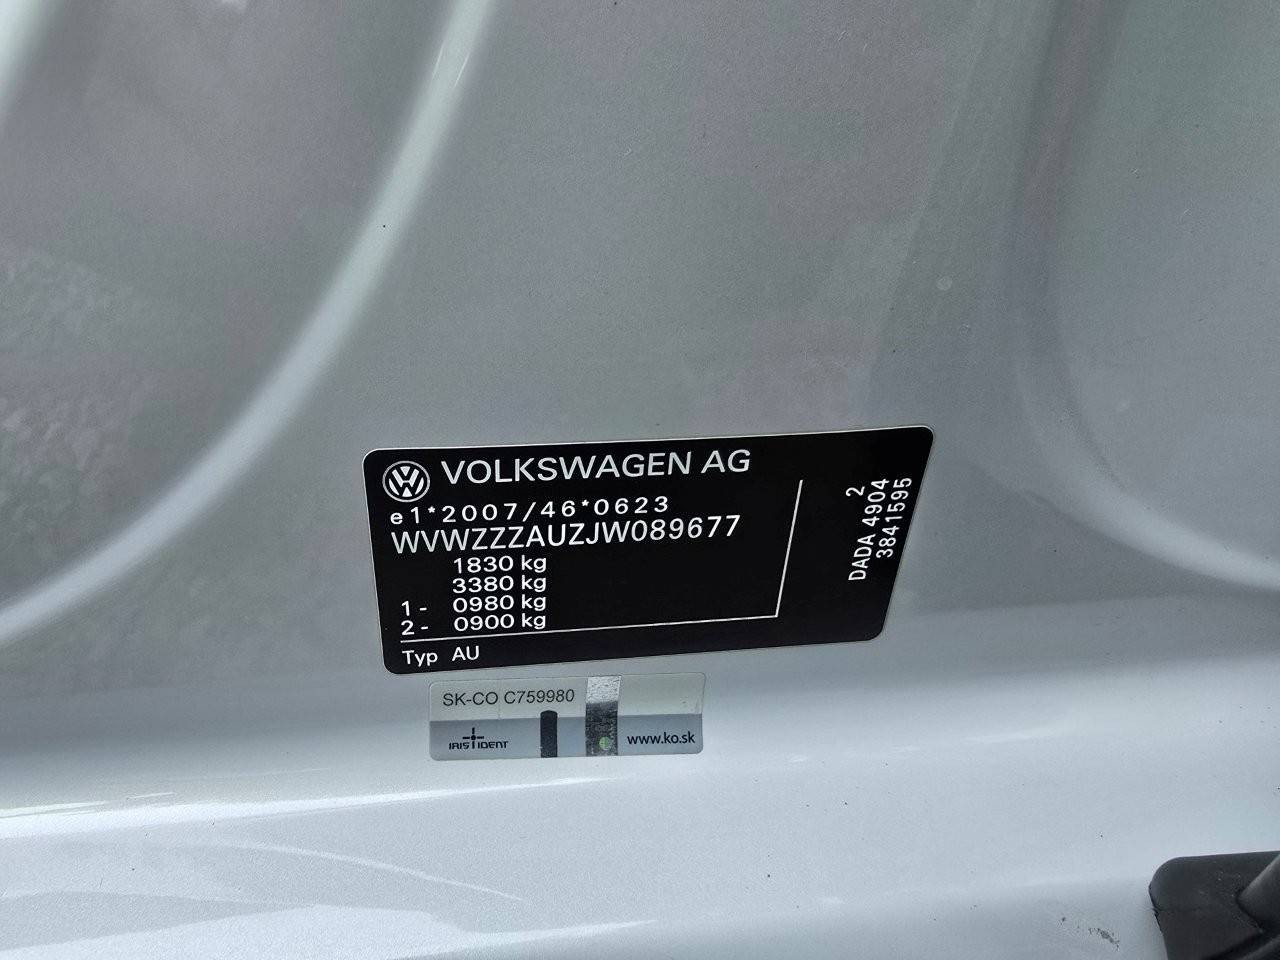 VOLKSWAGEN AG
e1*2007/46*0623
WVWZZZAUZJW089677
1830 kg
3380 kg
1- 0980 kg
2- 0900 kg
Typ AU
2
DADA 4904
3841595
SK-CO C759980
IRIS IDENT
www.ko.sk